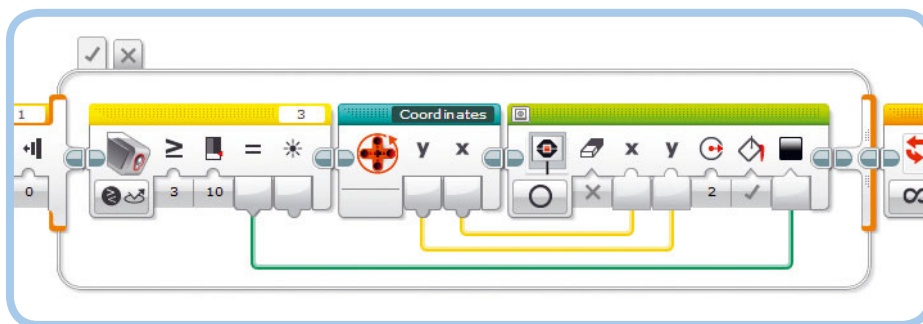 1
3
Coordinates
≥ = y x x y
0 3 10 2